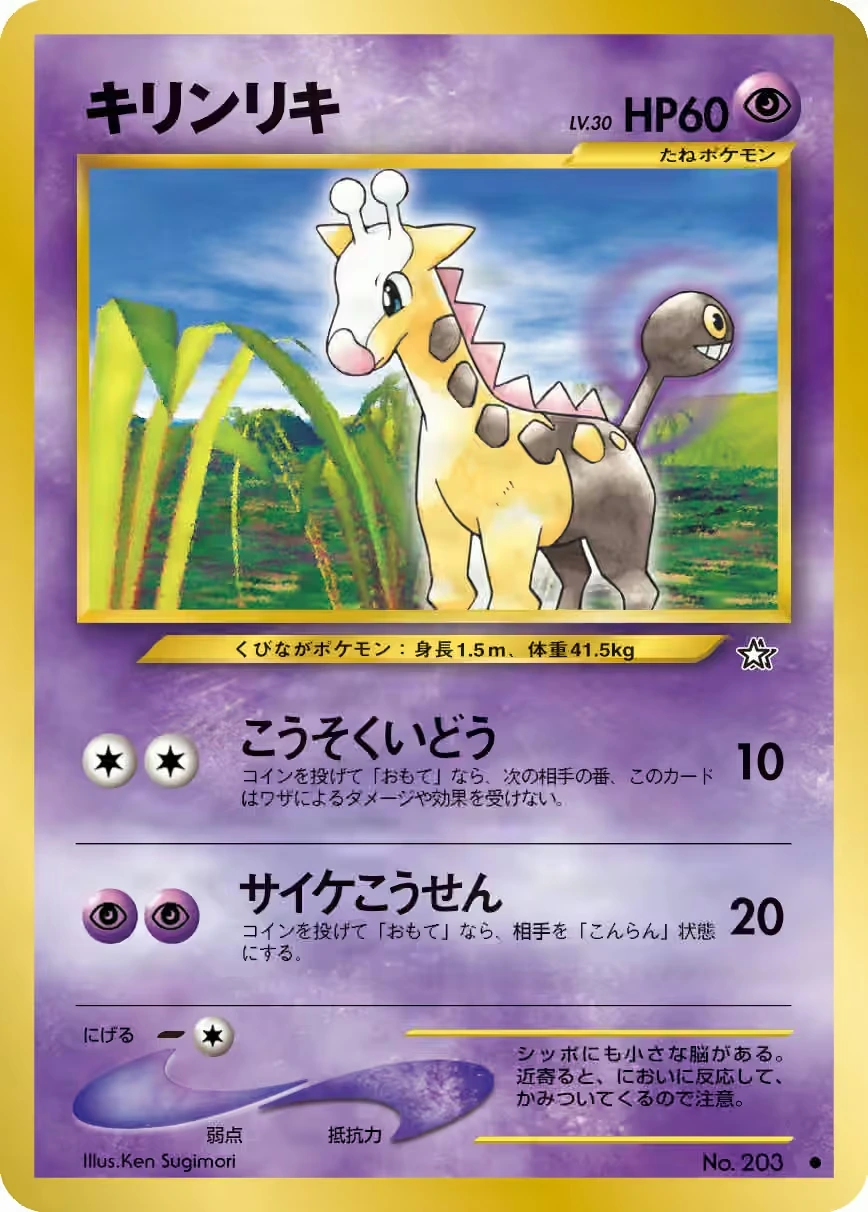 キリンリキ
LV.30 HP60
たねポケモン
くびながポケモン：身長1.5m、体重41.5kg
こうそくいどう 10
コインを投げて「おもて」なら、次の相手の番、このカード
はワザによるダメージや効果を受けない。
サイケこうせん 20
コインを投げて「おもて」なら、相手を「こんらん」状態
にする。
にげる
シッポにも小さな脳がある。
近寄ると、においに反応して、
かみついてくるので注意。
弱点 抵抗力
Illus.Ken Sugimori
No. 203